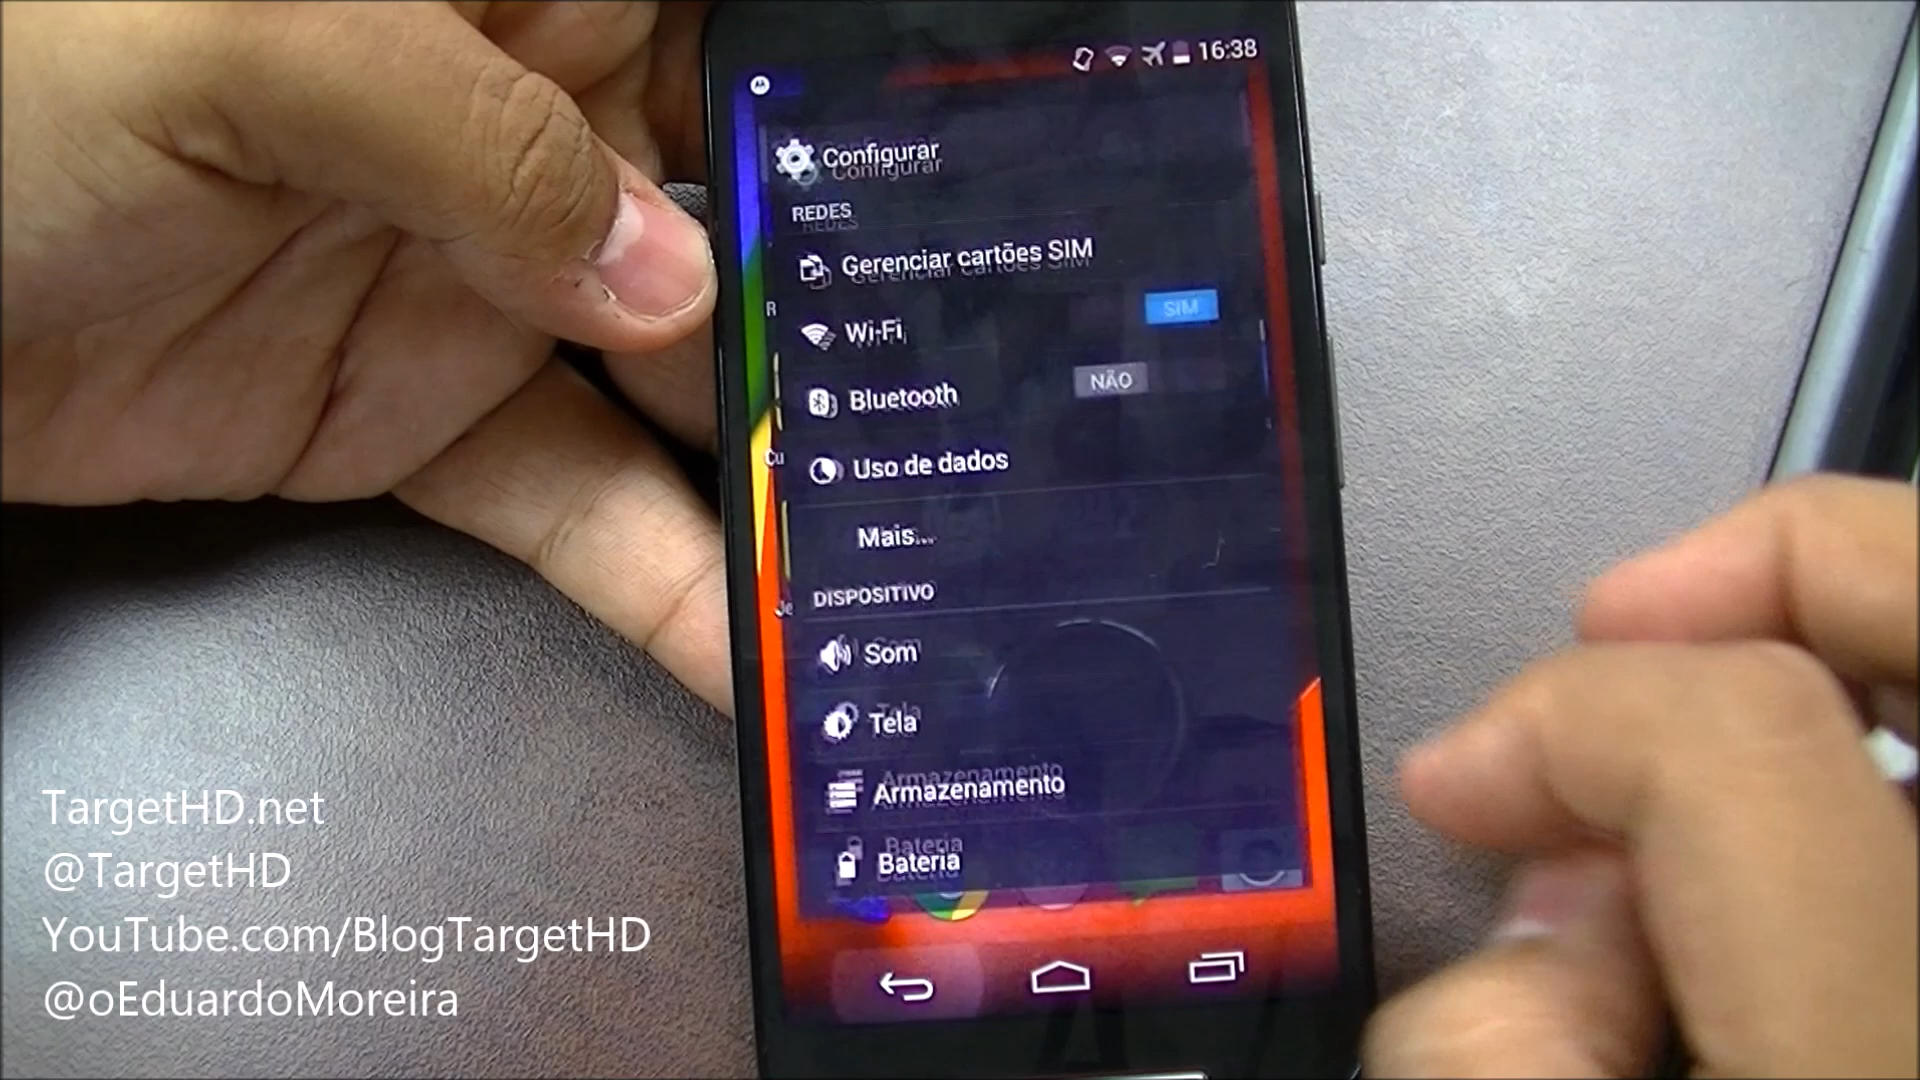 16:38
Configurar
REDES
Gerenciar cartões SIM
Wi-Fi
SIM
Bluetooth
NÃO
Uso de dados
Mais...
DISPOSITIVO
Som
Tela
Armazenamento
Bateria
TargetHD.net
@TargetHD
YouTube.com/BlogTargetHD
@oEduardoMoreira